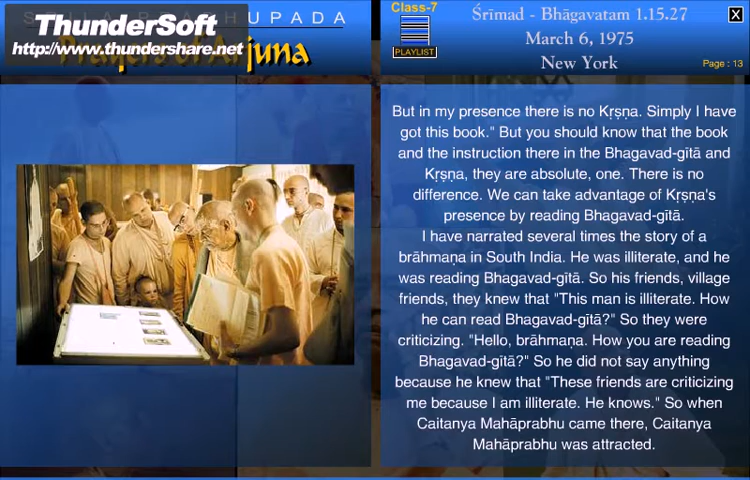 PRABHUPADA
ThunderSoft
http://www.thundershare.net
Prayers of Arjuna
Class-7
PLAYLIST
Śrīmad - Bhāgavatam 1.15.27
March 6, 1975
New York
X
Page : 13
But in my presence there is no Kṛṣṇa. Simply I have
got this book." But you should know that the book
and the instruction there in the Bhagavad-gītā and
Kṛṣṇa, they are absolute, one. There is no
difference. We can take advantage of Kṛṣṇa's
presence by reading Bhagavad-gītā.
I have narrated several times the story of a
brāhmaṇa in South India. He was illiterate, and he
was reading Bhagavad-gītā. So his friends, village
friends, they knew that "This man is illiterate. How
he can read Bhagavad-gītā?" So they were
criticizing. "Hello, brāhmaṇa. How you are reading
Bhagavad-gītā?" So he did not say anything
because he knew that "These friends are criticizing
me because I am illiterate. He knows." So when
Caitanya Mahāprabhu came there, Caitanya
Mahāprabhu was attracted.